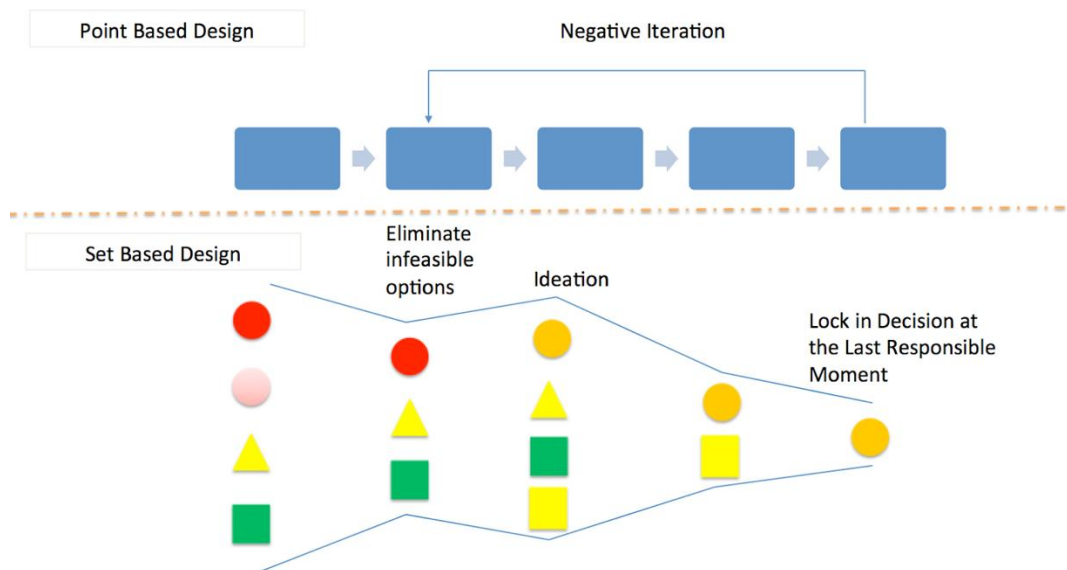 Point Based Design
Negative Iteration
Set Based Design
Eliminate
infeasible
options
Ideation
Lock in Decision at
the Last Responsible
Moment